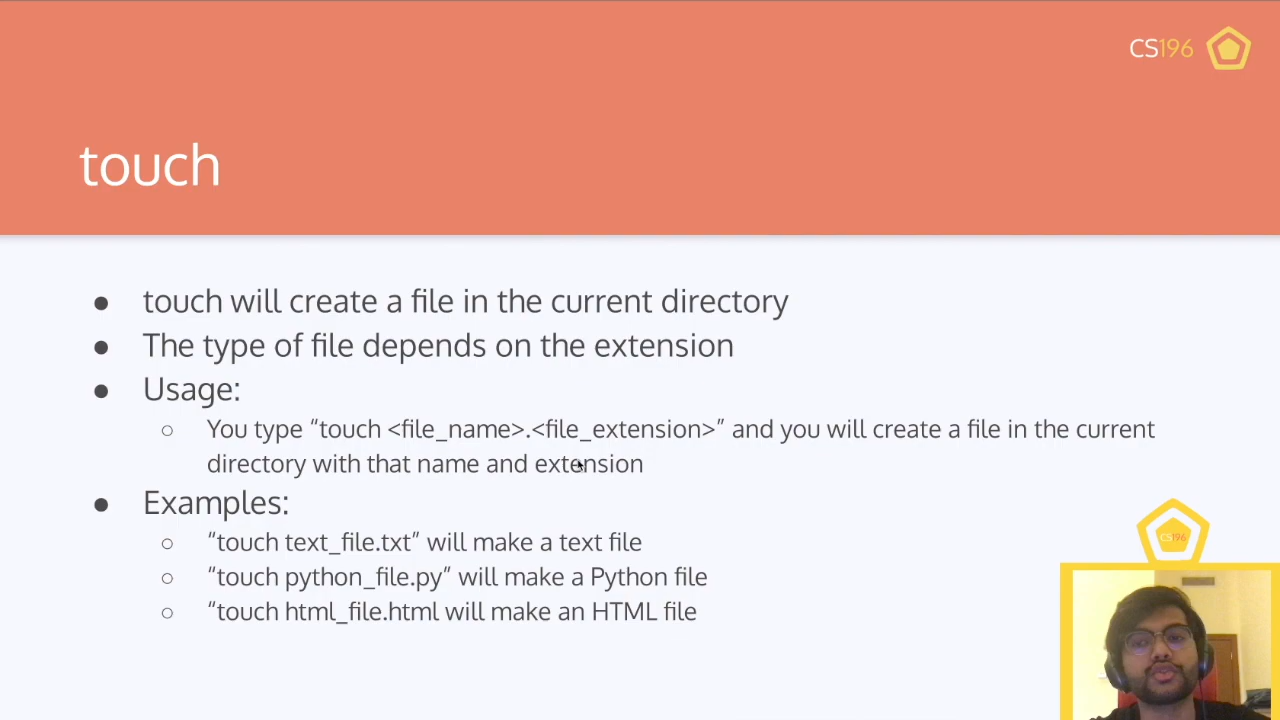 CS196
touch
● touch will create a file in the current directory
● The type of file depends on the extension
● Usage:
○ You type “touch <file_name>.<file_extension>” and you will create a file in the current
directory with that name and extension
● Examples:
○ “touch text_file.txt” will make a text file
○ “touch python_file.py” will make a Python file
○ “touch html_file.html will make an HTML file
CS196